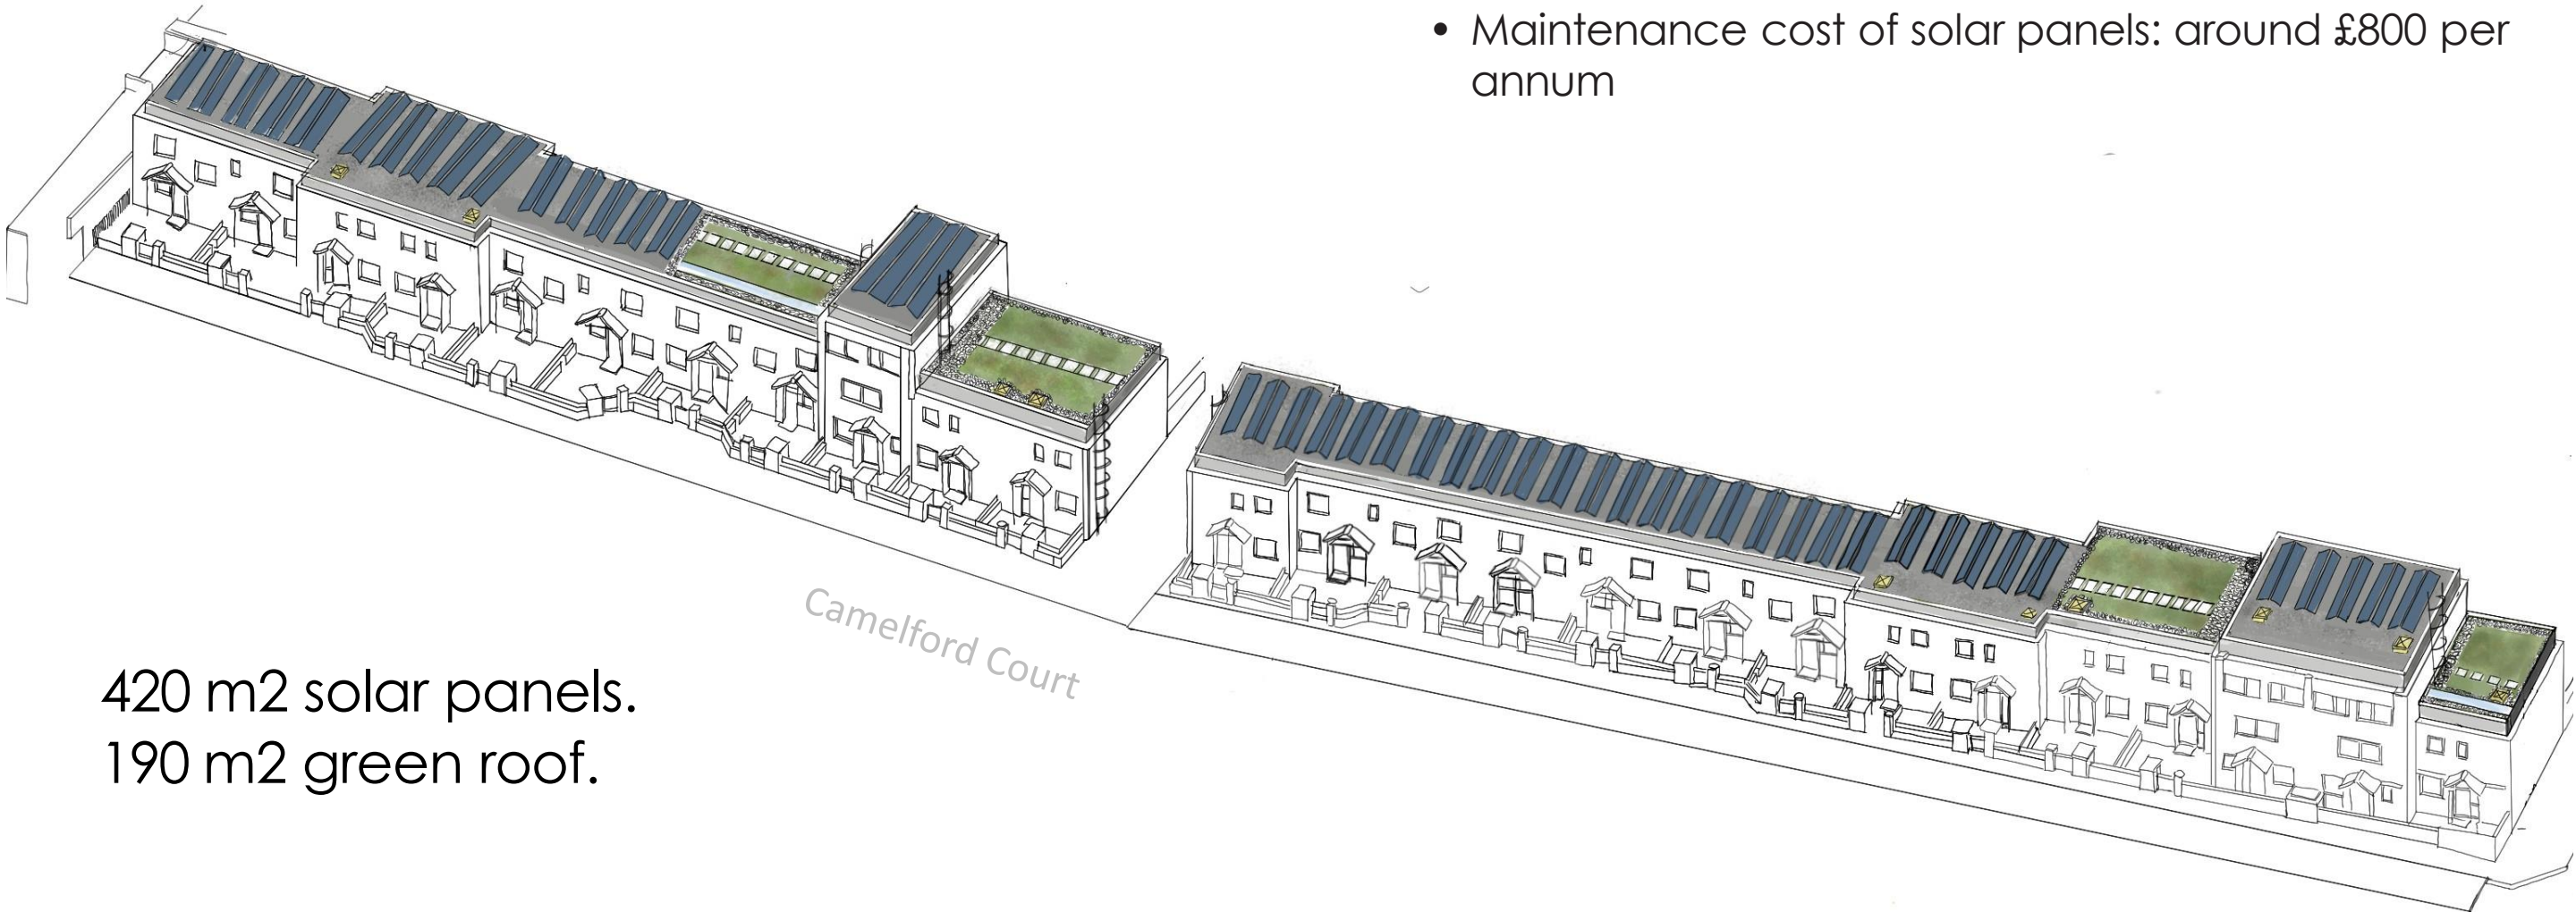 • Maintenance cost of solar panels: around £800 per
annum
Camelford Court
420 m2 solar panels.
190 m2 green roof.